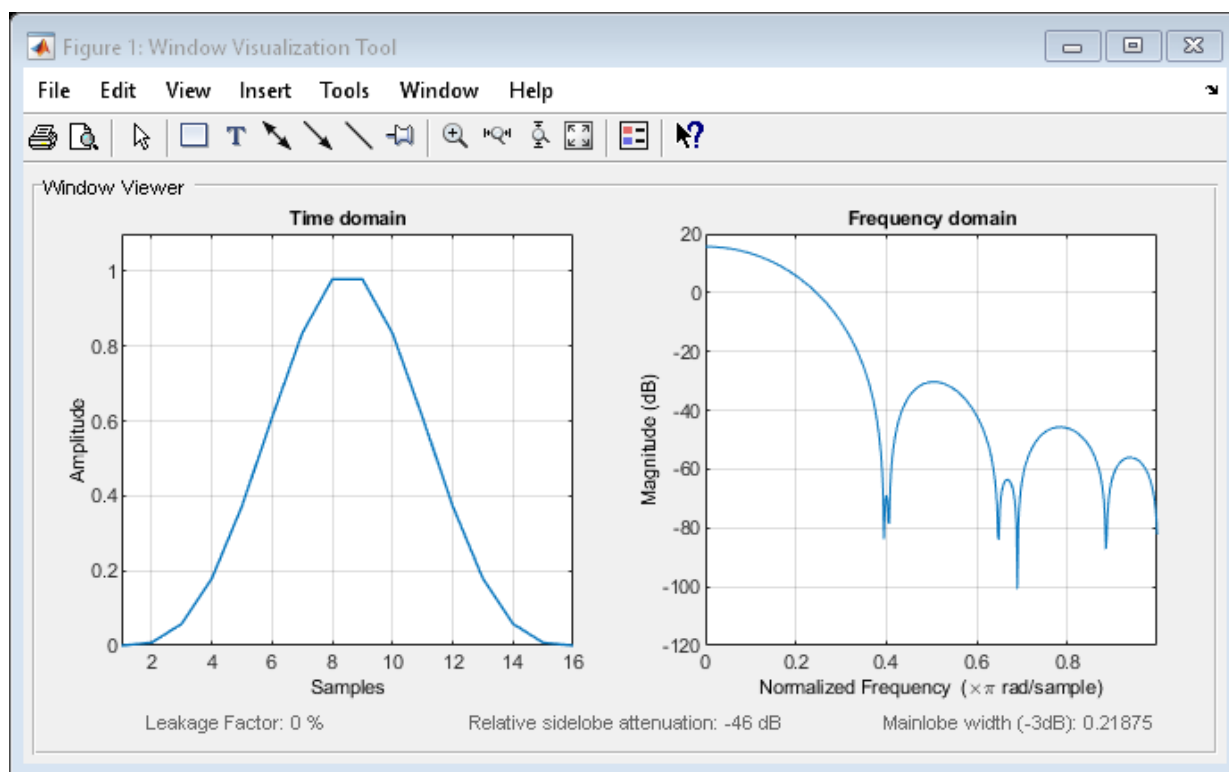 Figure 1: Window Visualization Tool
File Edit View Insert Tools Window Help
T
?
Window Viewer
Time domain
1
0.8
0.6
0.4
0.2
0
Amplitude
2 4 6 8 10 12 14 16
Samples
Frequency domain
20
0
-20
-40
-60
-80
-100
-120
Magnitude (dB)
0 0.2 0.4 0.6 0.8
Normalized Frequency (×π rad/sample)
Leakage Factor: 0 % Relative sidelobe attenuation: -46 dB Mainlobe width (-3dB): 0.21875